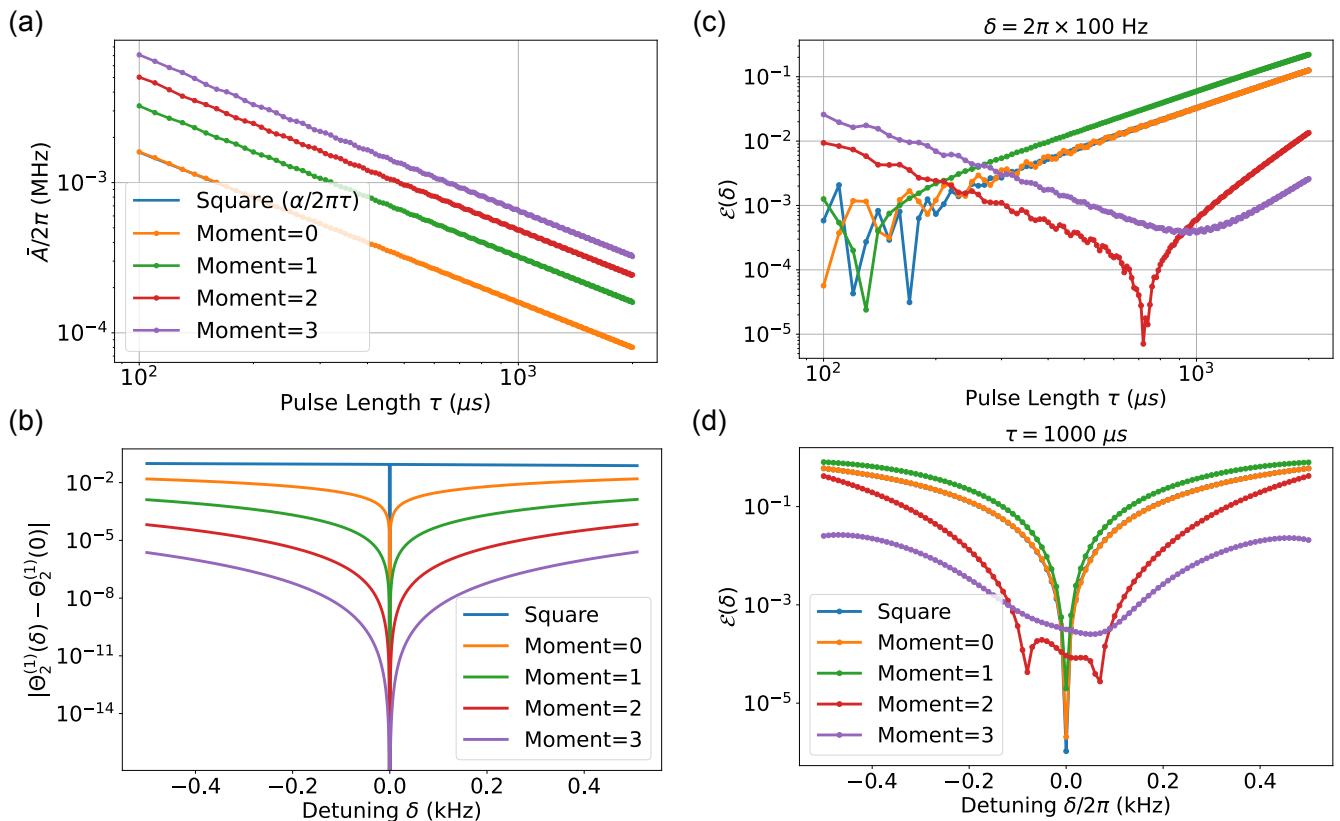 (a)
10⁻³
10⁻⁴
Ā/2π (MHz)
Square (α/2πτ)
Moment=0
Moment=1
Moment=2
Moment=3
10²
10³
Pulse Length τ (μs)
(c)
δ = 2π × 100 Hz
10⁻¹
10⁻²
10⁻³
10⁻⁴
10⁻⁵
ℰ(δ)
10²
10³
Pulse Length τ (μs)
(b)
10⁻²
10⁻⁵
10⁻⁸
10⁻¹¹
10⁻¹⁴
|Θ₂⁽¹⁾(δ) − Θ₂⁽¹⁾(0)|
Square
Moment=0
Moment=1
Moment=2
Moment=3
−0.4 −0.2 0.0 0.2 0.4
Detuning δ (kHz)
(d)
τ = 1000 μs
10⁻¹
10⁻³
10⁻⁵
ℰ(δ)
Square
Moment=0
Moment=1
Moment=2
Moment=3
−0.4 −0.2 0.0 0.2 0.4
Detuning δ/2π (kHz)